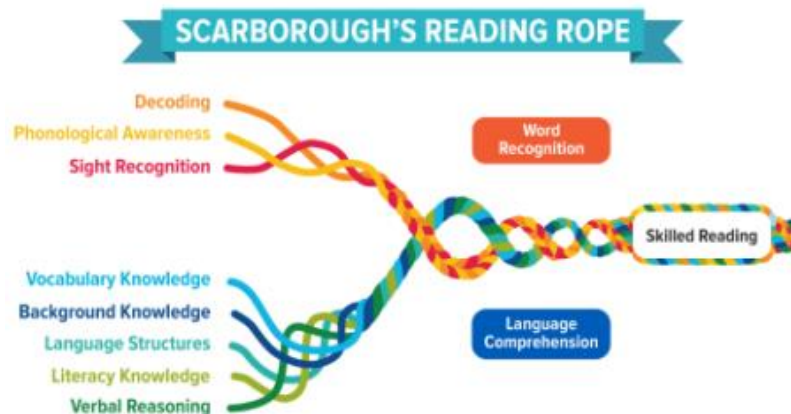 SCARBOROUGH'S READING ROPE
Decoding
Phonological Awareness
Sight Recognition
Word
Recognition
Skilled Reading
Vocabulary Knowledge
Background Knowledge
Language Structures
Literacy Knowledge
Verbal Reasoning
Language
Comprehension